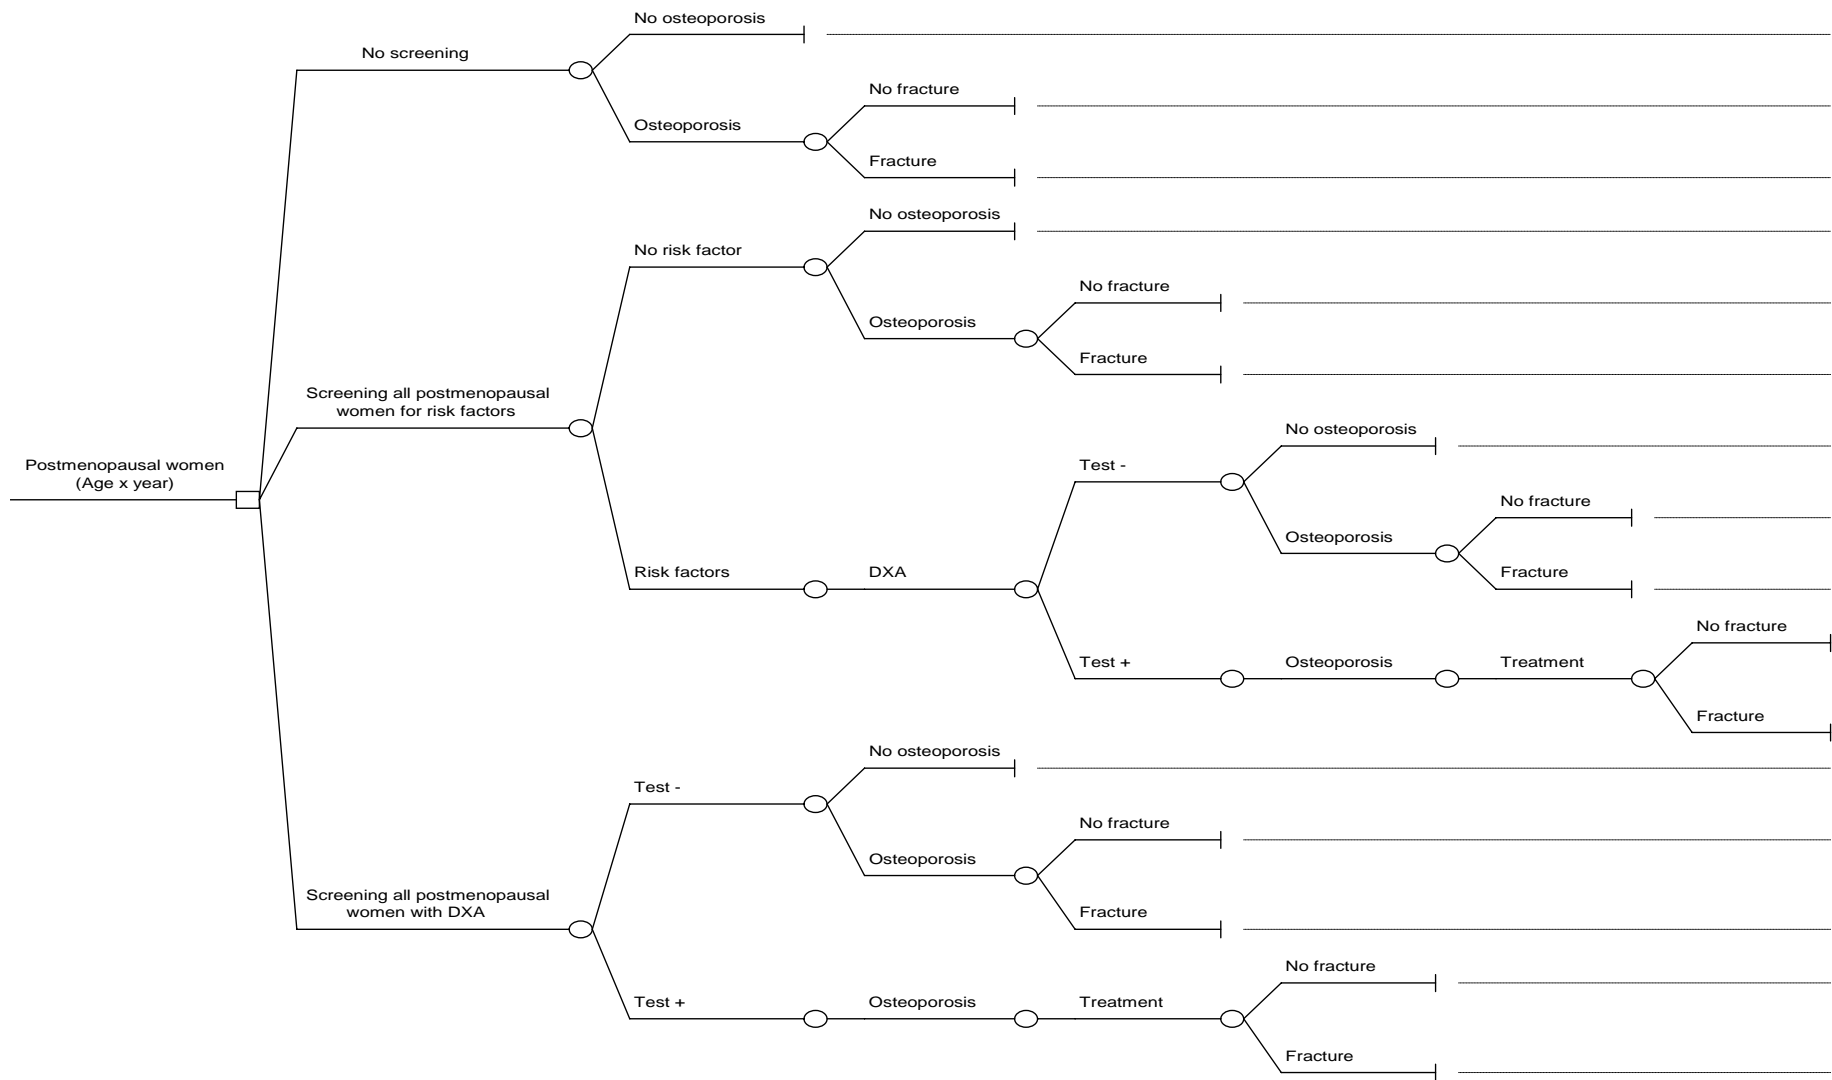 No osteoporosis
No screening
No fracture
Osteoporosis
Fracture
No osteoporosis
No risk factor
No fracture
Osteoporosis
Fracture
Screening all postmenopausal
women for risk factors
No osteoporosis
Postmenopausal women
(Age x year)
Test -
No fracture
Osteoporosis
Risk factors
DXA
Fracture
No fracture
Test +
Osteoporosis
Treatment
Fracture
No osteoporosis
Test -
No fracture
Osteoporosis
Screening all postmenopausal
women with DXA
Fracture
No fracture
Test +
Osteoporosis
Treatment
Fracture